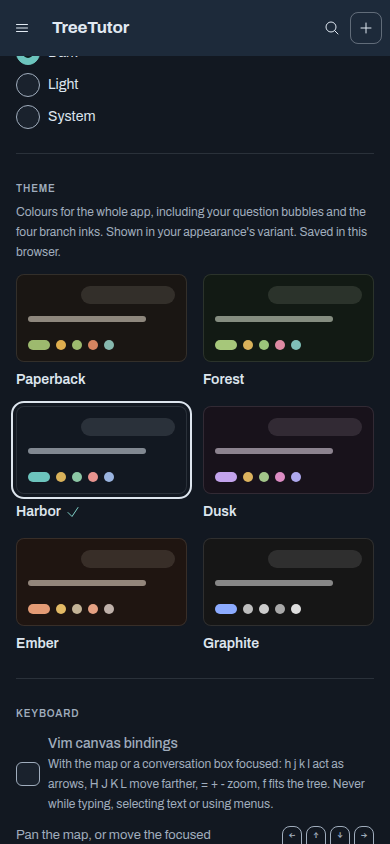 TreeTutor
Light
System
THEME
Colours for the whole app, including your question bubbles and the
four branch inks. Shown in your appearance's variant. Saved in this
browser.
Paperback
Forest
Harbor
Dusk
Ember
Graphite
KEYBOARD
Vim canvas bindings
With the map or a conversation box focused: h j k l act as
arrows, H J K L move farther, = + - zoom, f fits the tree. Never
while typing, selecting text or using menus.
Pan the map, or move the focused